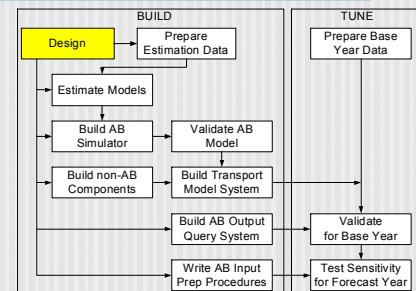 BUILD
TUNE
Design
Prepare
Estimation Data
Prepare Base
Year Data
Estimate Models
Build AB
Simulator
Validate AB
Model
Build non-AB
Components
Build Transport
Model System
Build AB Output
Query System
Validate
for Base Year
Write AB Input
Prep Procedures
Test Sensitivity
for Forecast Year